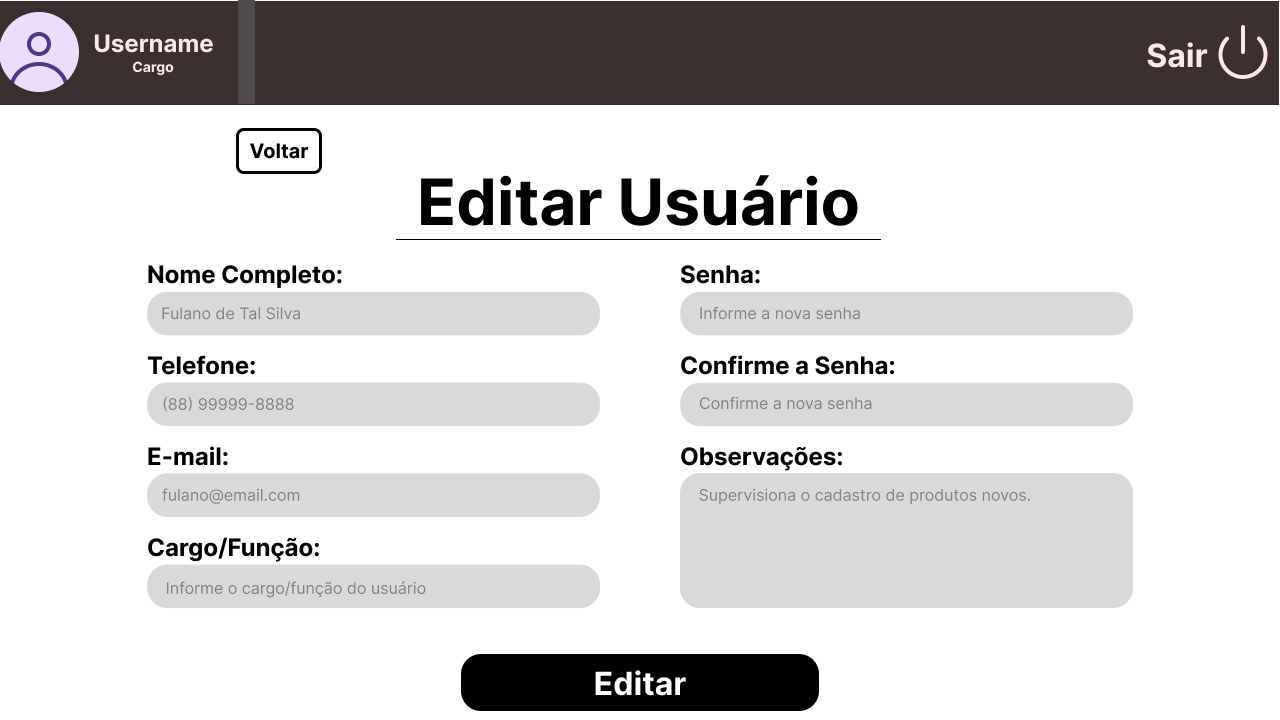 Username
Cargo
Sair
Voltar
Editar Usuário
Nome Completo:
Fulano de Tal Silva
Telefone:
(88) 99999-8888
E-mail:
fulano@email.com
Cargo/Função:
Informe o cargo/função do usuário
Senha:
Informe a nova senha
Confirme a Senha:
Confirme a nova senha
Observações:
Supervisiona o cadastro de produtos novos.
Editar